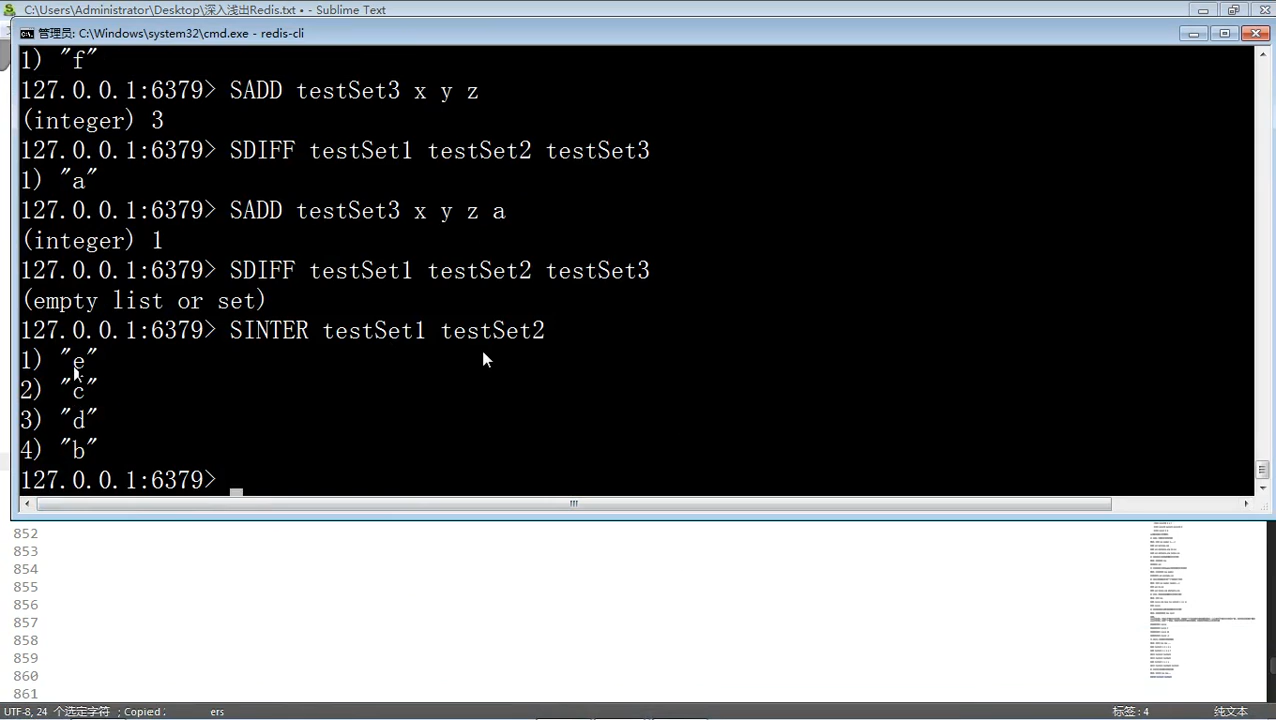 C:\Users\Administrator\Desktop\深入浅出Redis.txt • - Sublime Text
管理员: C:\Windows\system32\cmd.exe - redis-cli
1) "f"
127.0.0.1:6379> SADD testSet3 x y z
(integer) 3
127.0.0.1:6379> SDIFF testSet1 testSet2 testSet3
1) "a"
127.0.0.1:6379> SADD testSet3 x y z a
(integer) 1
127.0.0.1:6379> SDIFF testSet1 testSet2 testSet3
(empty list or set)
127.0.0.1:6379> SINTER testSet1 testSet2
1) "e"
2) "c"
3) "d"
4) "b"
127.0.0.1:6379>
852
853
854
855
856
857
858
859
860
861
UTF-8, 24 个选定字符 ; Copied . ers 标签: 4 纯文本